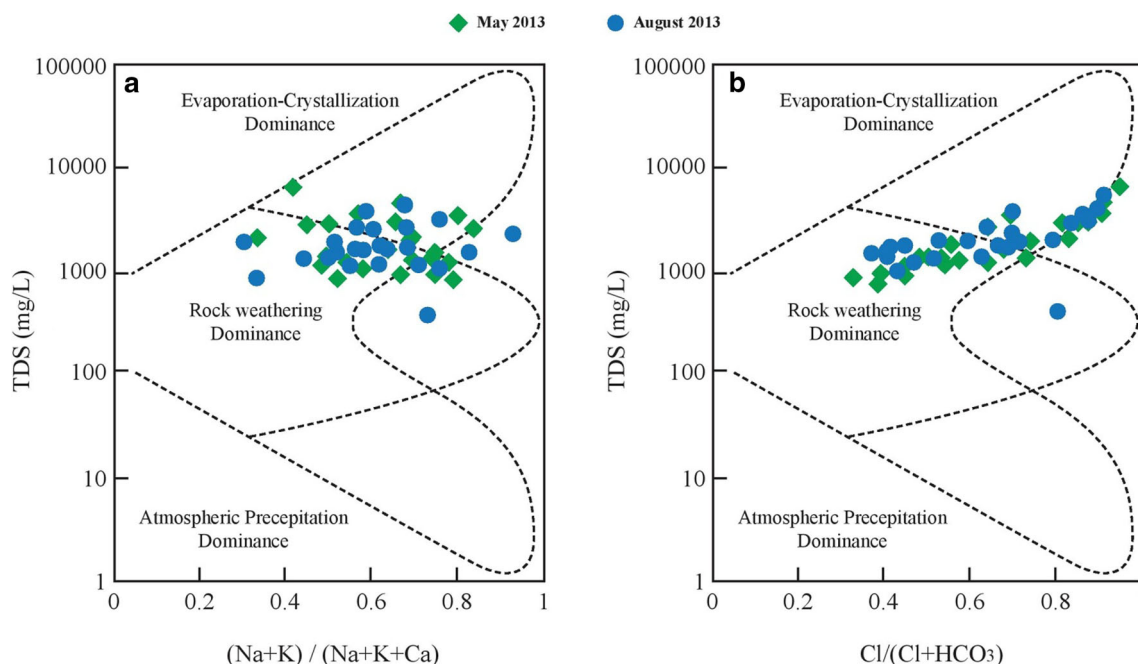 May 2013
August 2013
a
100000
10000
1000
100
10
1
TDS (mg/L)
Evaporation-Crystallization
Dominance
Rock weathering
Dominance
Atmospheric Precepitation
Dominance
0
0.2
0.4
0.6
0.8
1
(Na+K) / (Na+K+Ca)
b
100000
10000
1000
100
10
1
TDS (mg/L)
Evaporation-Crystallization
Dominance
Rock weathering
Dominance
Atmospheric Precepitation
Dominance
0
0.2
0.4
0.6
0.8
1
Cl/(Cl+HCO3)